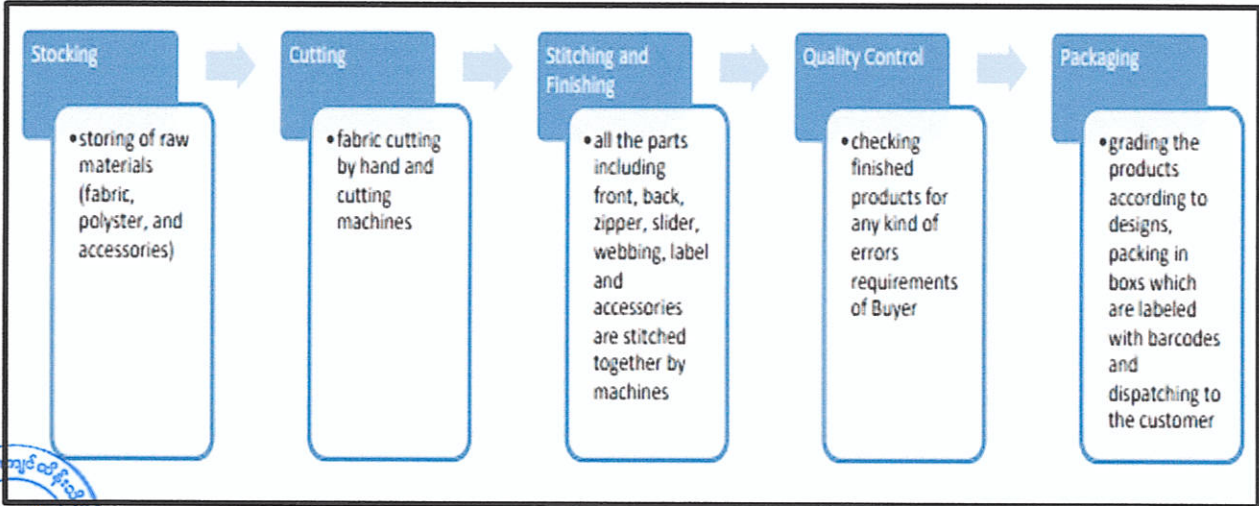 Stocking
• storing of raw
materials
(fabric,
polyster, and
accessories)
Cutting
• fabric cutting
by hand and
cutting
machines
Stitching and
Finishing
• all the parts
including
front, back,
zipper, slider,
webbing, label
and
accessories
are stitched
together by
machines
Quality Control
• checking
finished
products for
any kind of
errors
requirements
of Buyer
Packaging
• grading the
products
according to
designs,
packing in
boxs which
are labeled
with barcodes
and
dispatching to
the customer